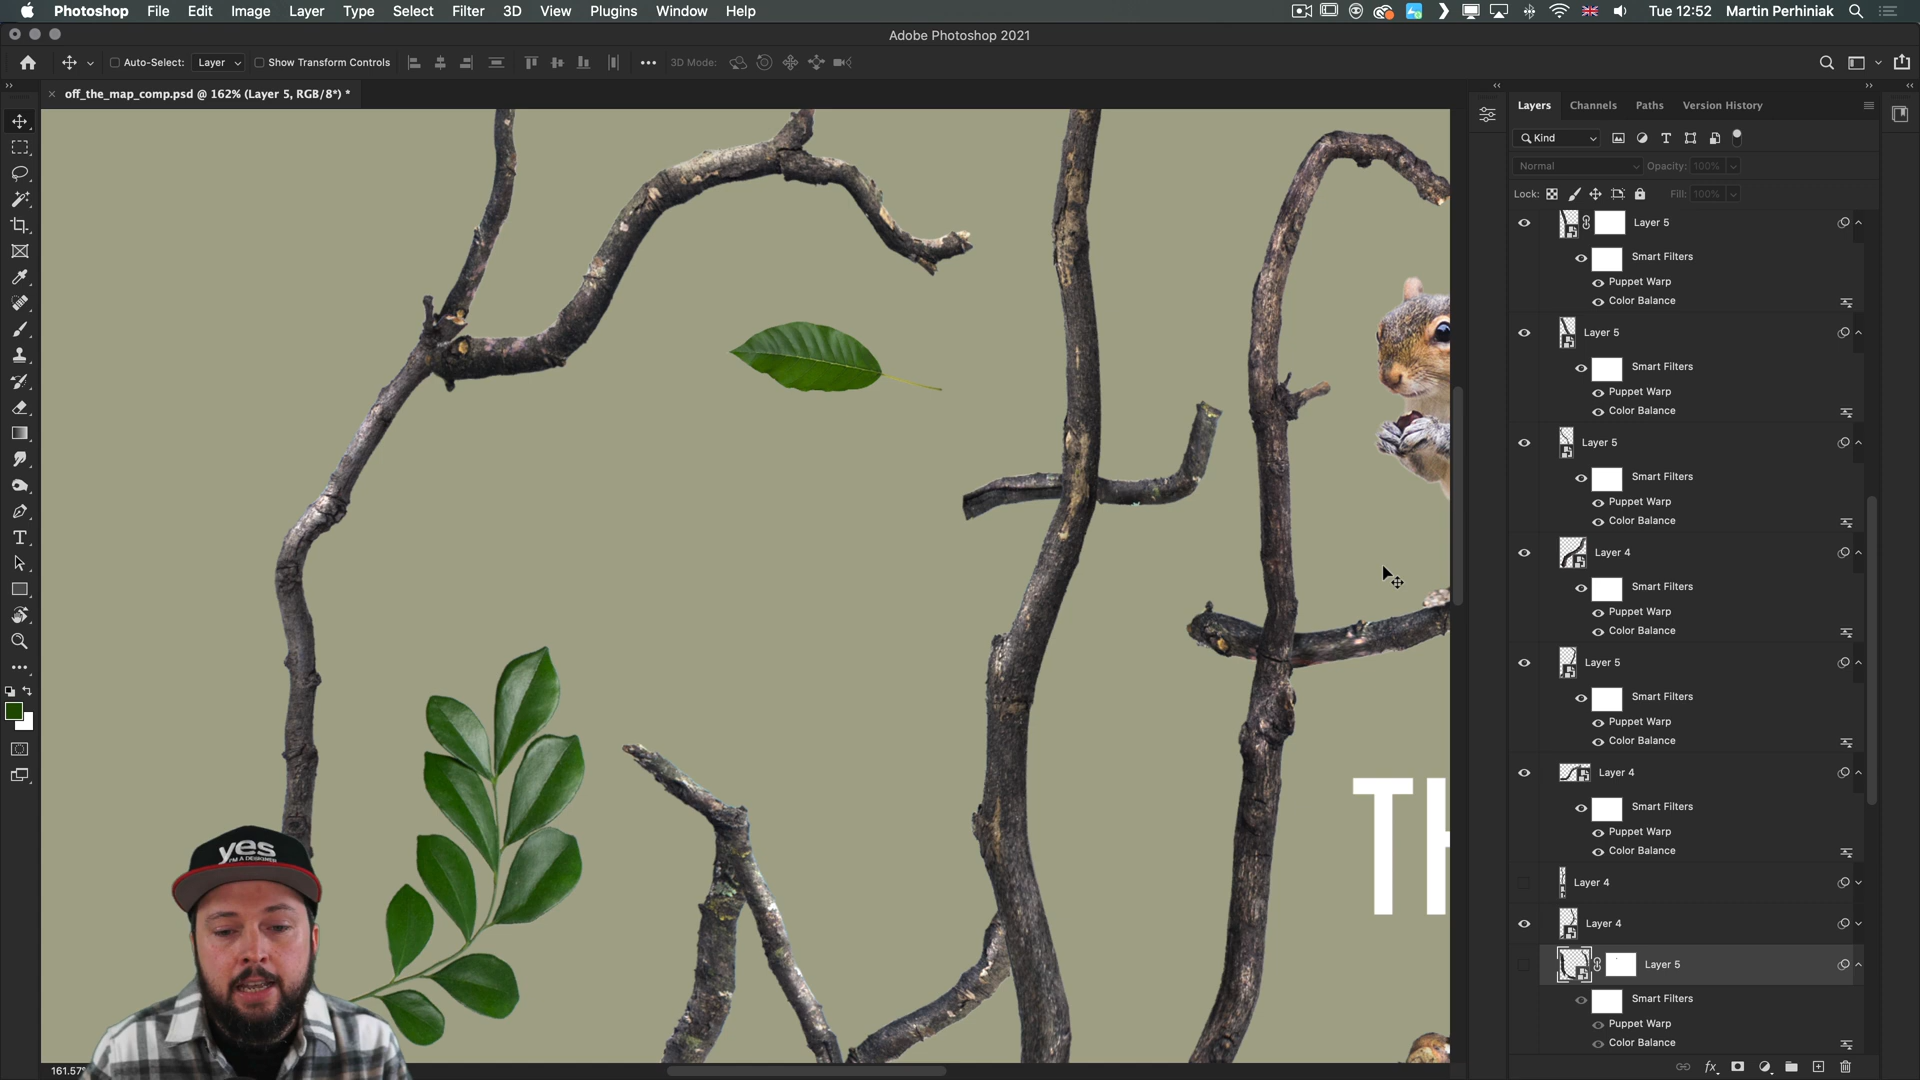 Photoshop File Edit Image Layer Type Select Filter 3D View Plugins Window Help Tue 12:52 Martin Perhiniak
Adobe Photoshop 2021
Auto-Select: Layer Show Transform Controls 3D Mode:
off_the_map_comp.psd @ 162% (Layer 5, RGB/8*) *
Layers Channels Paths Version History
Kind
Normal Opacity: 100%
Lock: Fill: 100%
Layer 5
Smart Filters
Puppet Warp
Color Balance
Layer 5
Smart Filters
Puppet Warp
Color Balance
Layer 5
Smart Filters
Puppet Warp
Color Balance
Layer 4
Smart Filters
Puppet Warp
Color Balance
Layer 5
Smart Filters
Puppet Warp
Color Balance
Layer 4
Smart Filters
Puppet Warp
Color Balance
Layer 4
Layer 4
Layer 5
Smart Filters
Puppet Warp
Color Balance
TH
yes
I'M A DESIGNER
161.57%